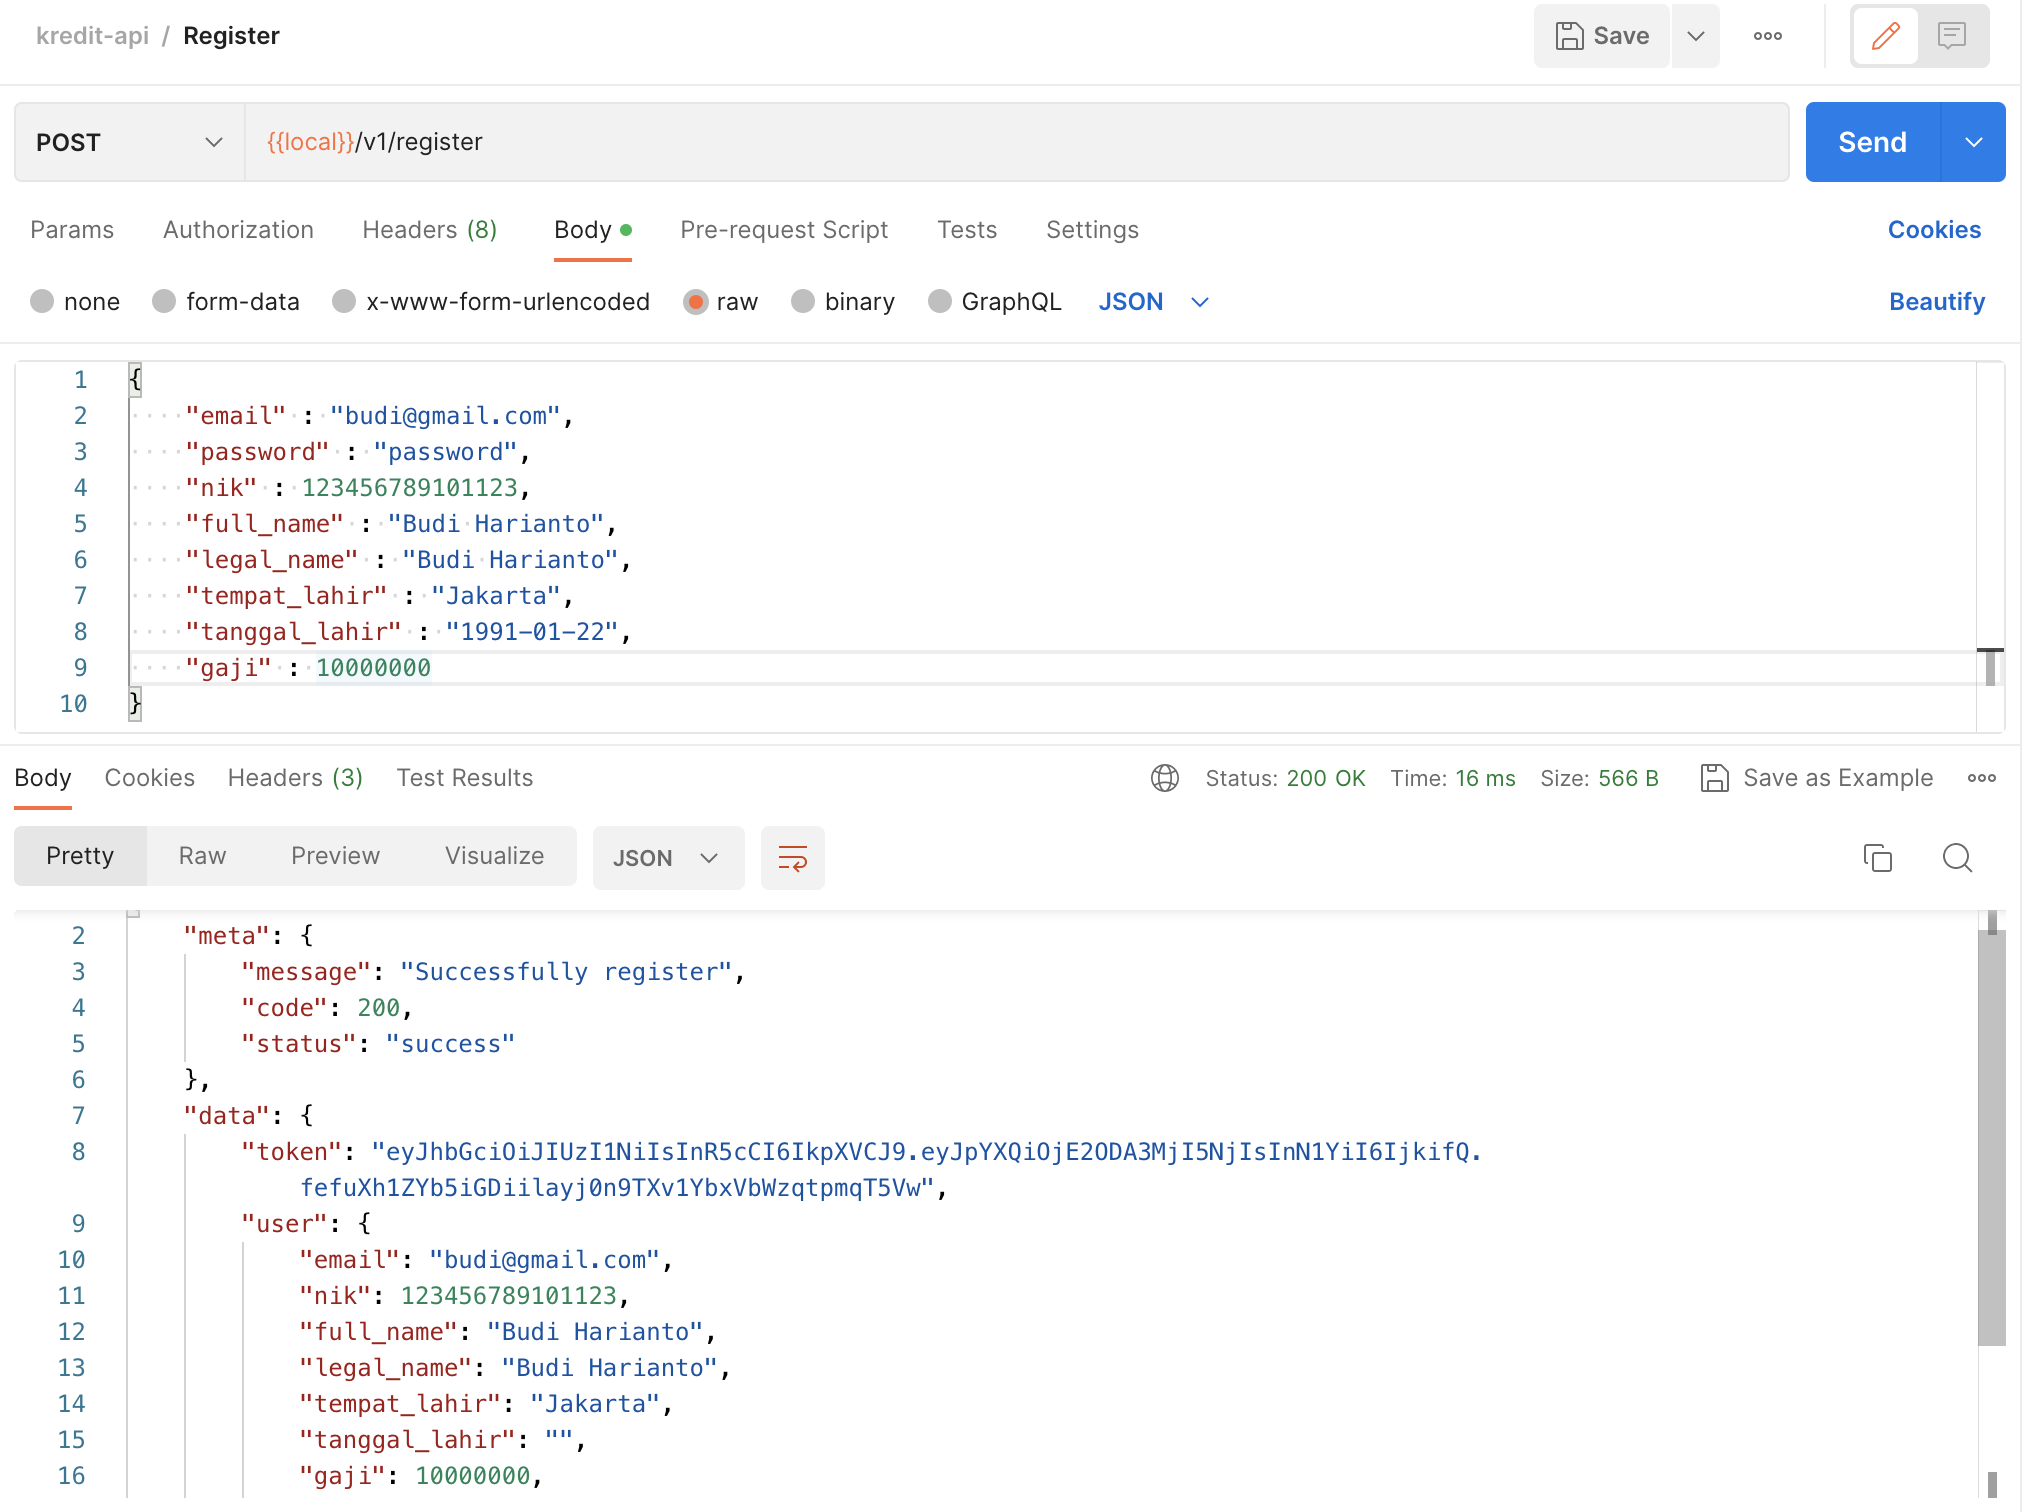 kredit-api / Register
Save
POST
{{local}}/v1/register
Send
Params Authorization Headers (8) Body Pre-request Script Tests Settings Cookies
none form-data x-www-form-urlencoded raw binary GraphQL JSON Beautify
1 {
2 "email" : "budi@gmail.com",
3 "password" : "password",
4 "nik" : 123456789101123,
5 "full_name" : "Budi Harianto",
6 "legal_name" : "Budi Harianto",
7 "tempat_lahir" : "Jakarta",
8 "tanggal_lahir" : "1991-01-22",
9 "gaji" : 10000000
10 }
Body Cookies Headers (3) Test Results Status: 200 OK Time: 16 ms Size: 566 B Save as Example
Pretty Raw Preview Visualize JSON
2 "meta": {
3 "message": "Successfully register",
4 "code": 200,
5 "status": "success"
6 },
7 "data": {
8 "token": "eyJhbGciOiJIUzI1NiIsInR5cCI6IkpXVCJ9.eyJpYXQiOjE2ODA3MjI5NjIsInN1YiI6IjkifQ.
fefuXh1ZYb5iGDiilayj0n9TXv1YbxVbWzqtpmqT5Vw",
9 "user": {
10 "email": "budi@gmail.com",
11 "nik": 123456789101123,
12 "full_name": "Budi Harianto",
13 "legal_name": "Budi Harianto",
14 "tempat_lahir": "Jakarta",
15 "tanggal_lahir": "",
16 "gaji": 10000000,